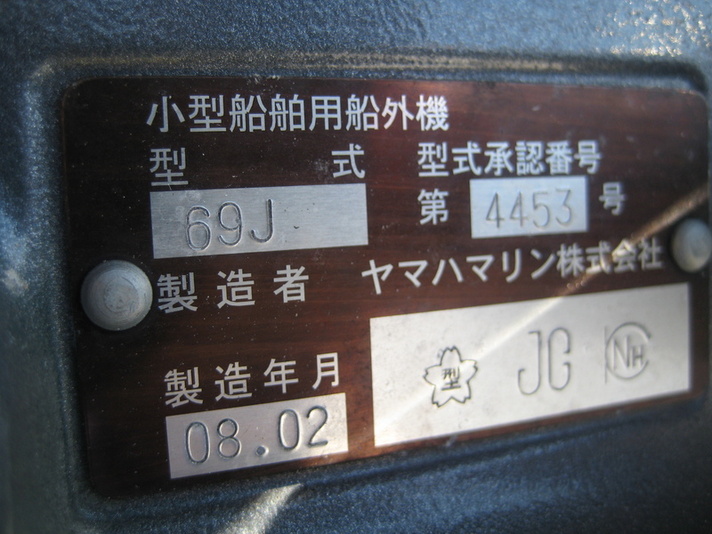 小型船舶用船外機
型 式 型式承認番号
69J 第 4453 号
製造者 ヤマハマリン株式会社
製造年月
08.02
型 JG NH